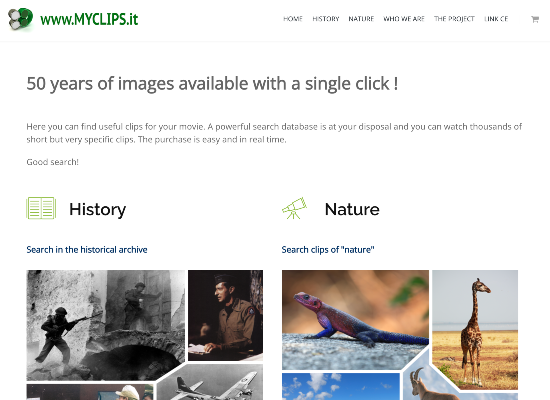 www.MYCLIPS.it
HOME HISTORY NATURE WHO WE ARE THE PROJECT LINK CE
50 years of images available with a single click !
Here you can find useful clips for your movie. A powerful search database is at your disposal and you can watch thousands of
short but very specific clips. The purchase is easy and in real time.
Good search!
History
Nature
Search in the historical archive
Search clips of "nature"